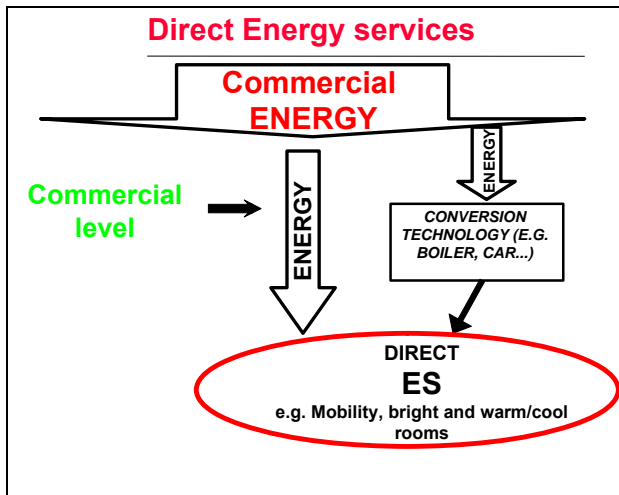 Direct Energy services
Commercial
ENERGY
ENERGY
Commercial
level
ENERGY
CONVERSION
TECHNOLOGY (E.G.
BOILER, CAR...)
DIRECT
ES
e.g. Mobility, bright and warm/cool
rooms